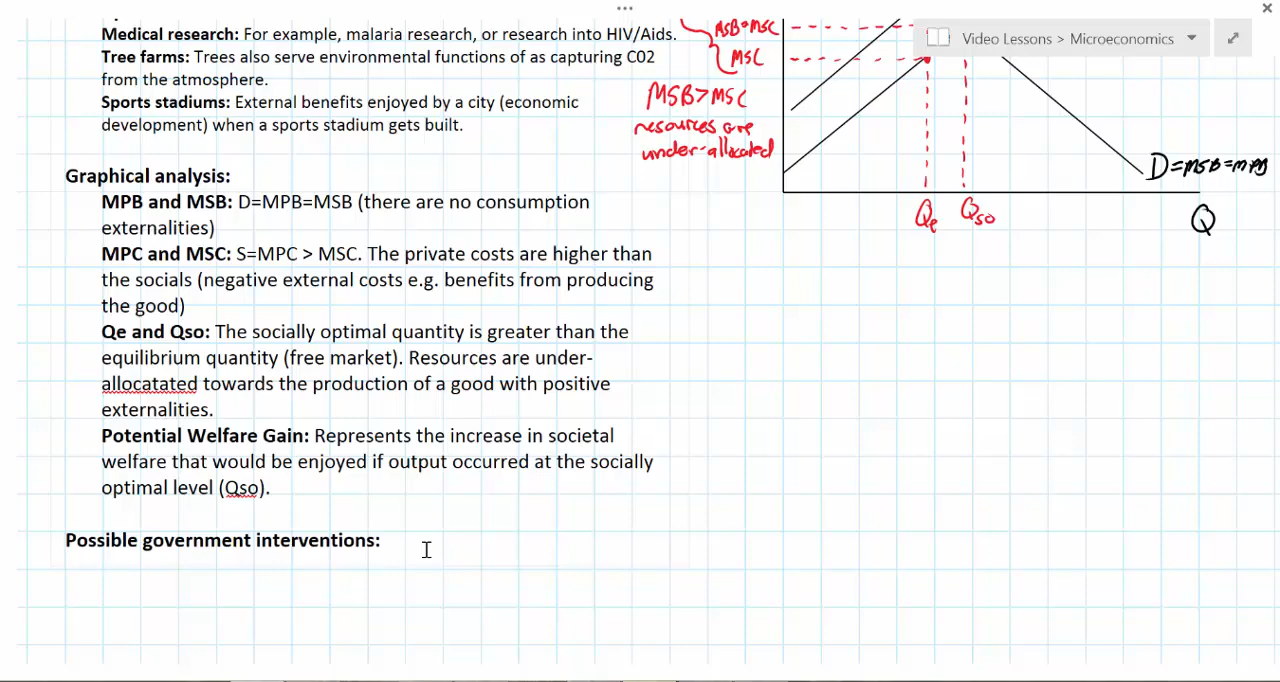 Medical research: For example, malaria research, or research into HIV/Aids.
Tree farms: Trees also serve environmental functions of as capturing C02
from the atmosphere.
Sports stadiums: External benefits enjoyed by a city (economic
development) when a sports stadium gets built.
Graphical analysis:
MPB and MSB: D=MPB=MSB (there are no consumption
externalities)
MPC and MSC: S=MPC > MSC. The private costs are higher than
the socials (negative external costs e.g. benefits from producing
the good)
Qe and Qso: The socially optimal quantity is greater than the
equilibrium quantity (free market). Resources are under-
allocatated towards the production of a good with positive
externalities.
Potential Welfare Gain: Represents the increase in societal
welfare that would be enjoyed if output occurred at the socially
optimal level (Qso).
Possible government interventions:
Video Lessons > Microeconomics
MSB=MSC
MSC
MSB>MSC
resources are
under-allocated
D=MSB=MPB
Qe Qso Q